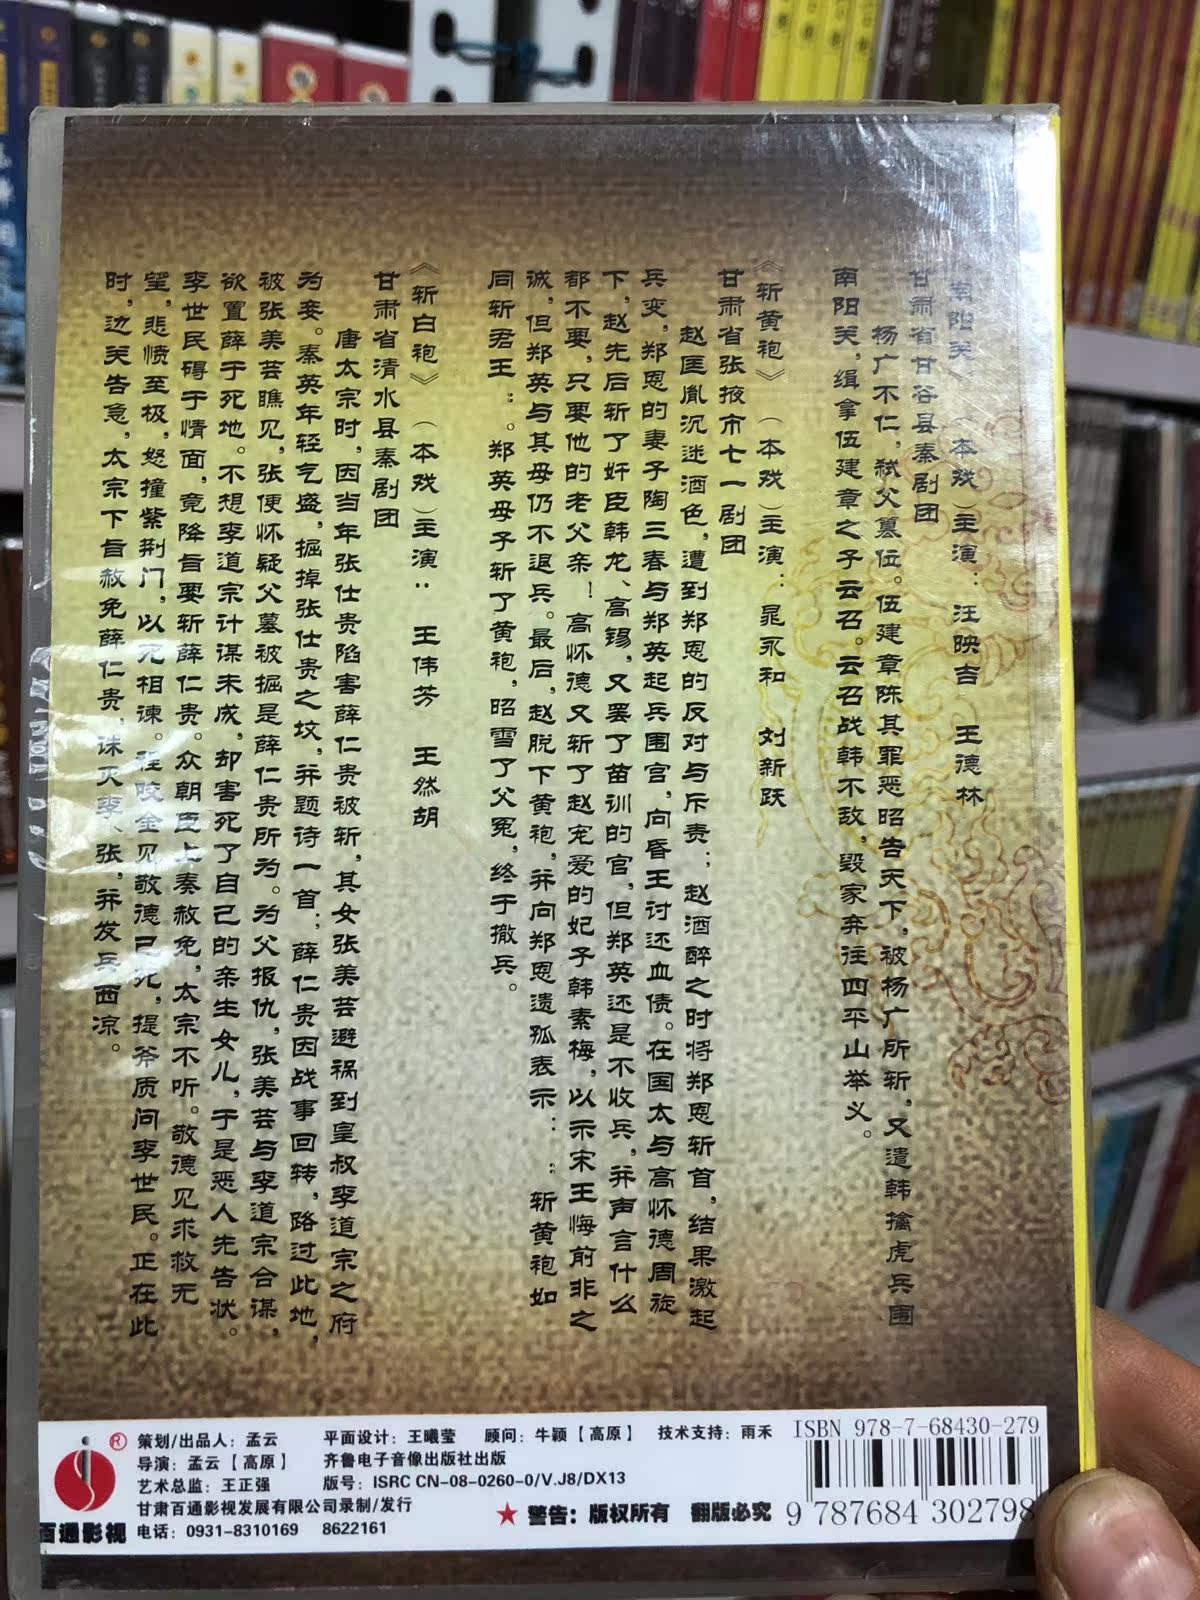 《南阳关》（本戏）主演：汪映吉 王德林
甘肃省甘谷县秦剧团
杨广不仁，弑父篡位。伍建章陈其罪恶昭告天下，被杨广所斩，又遣韩擒虎兵围
南阳关，缉拿伍建章之子云召。云召战韩不敌，毁家弃往四平山举义。
《斩黄袍》（本戏）主演：晁永和 刘新跃
甘肃省张掖市七一剧团
赵匡胤沉迷酒色，遭到郑恩的反对与斥责；赵酒醉之时将郑恩斩首，结果激起
兵变，郑恩的妻子陶三春与郑英起兵围宫，向昏王讨还血债。在国太与高怀德周旋
下，赵先后斩了奸臣韩龙、高锡，又罢了苗训的官，但郑英还是不收兵，并声言什么
都不要，只要他的老父亲！高怀德又斩了赵宠爱的妃子韩素梅，以示宋王悔前非之
诚，但郑英与其母仍不退兵。最后，赵脱下黄袍，并向郑恩遗孤表示：：斩黄袍如
同斩君王：。郑英母子斩了黄袍，昭雪了父冤，终于撤兵。
《斩白袍》（本戏）主演：王伟芳 王然胡
甘肃省清水县秦剧团
唐太宗时，因当年张仕贵陷害薛仁贵被斩，其女张美芸避祸到皇叔李道宗之府
为妾。秦英年轻气盛，掘掉张仕贵之坟，并题诗一首；薛仁贵因战事回转，路过此地，
被张美芸瞧见，张便怀疑父墓被掘是薛仁贵所为。为父报仇，张美芸与李道宗合谋，
欲置薛于死地。不想李道宗计谋未成，却害死了自己的亲生女儿，于是恶人先告状。
李世民碍于情面，竟降旨要斩薛仁贵。众朝臣上奏赦免，太宗不听。敬德见求救无
望，悲愤至极，怒撞紫荆门，以死相谏。程咬金见敬德已死，提斧质问李世民。正在此
时，边关告急，太宗下旨赦免薛仁贵，诛灭李、张，并发兵西凉。
百通影视
策划/出品人：孟云 平面设计：王曦莹 顾问：牛颖【高原】 技术支持：雨禾
导演：孟云【高原】 齐鲁电子音像出版社出版
艺术总监：王正强 版号：ISRC CN-08-0260-0/V.J8/DX13
甘肃百通影视发展有限公司录制/发行
电话：0931-8310169 8622161
★ 警告：版权所有 翻版必究
ISBN 978-7-68430-279
9 787684 302798